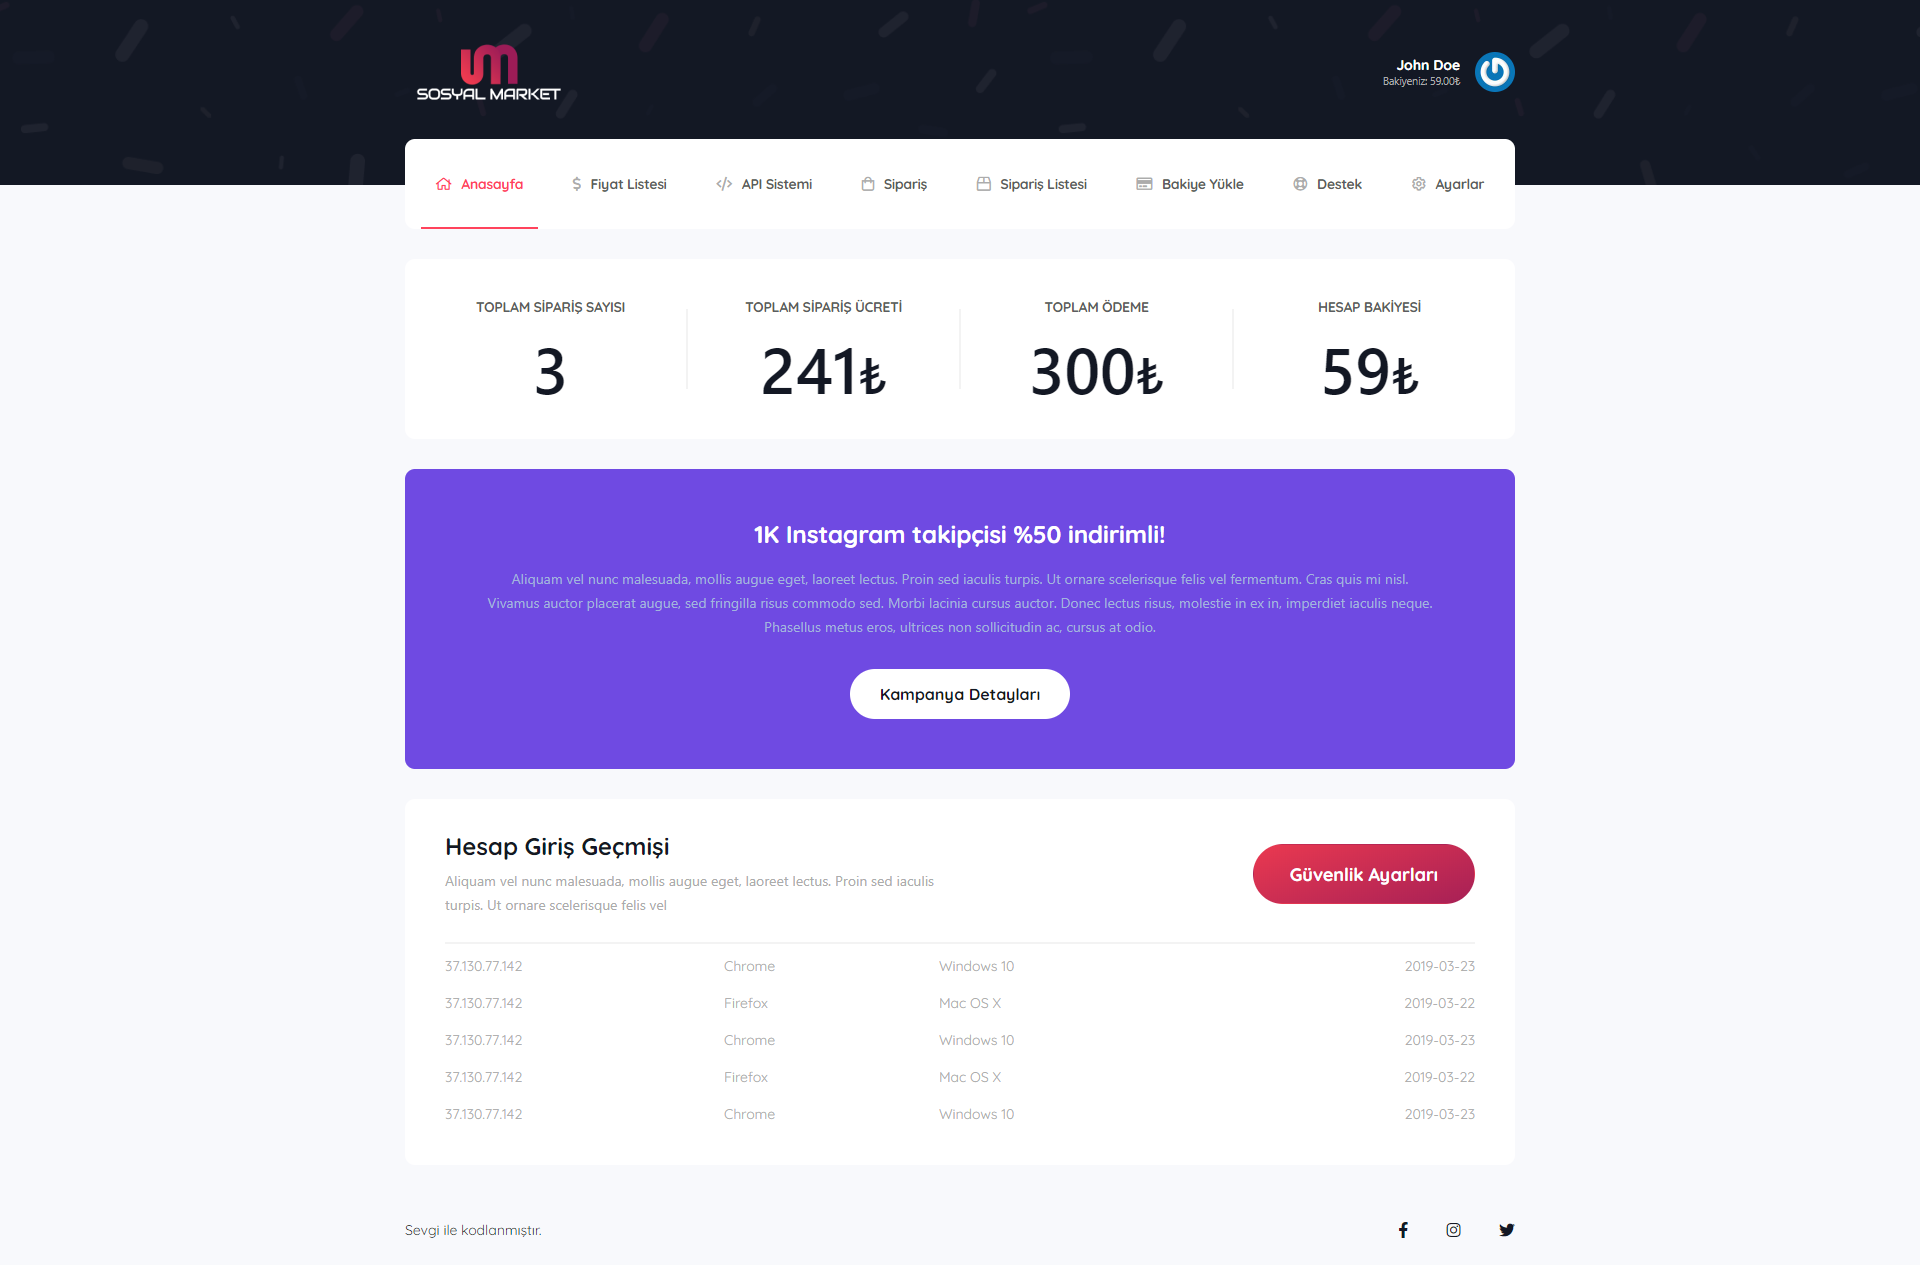 SOSYAL MARKET
John Doe
Bakiyeniz: 59.00₺
Anasayfa
Fiyat Listesi
API Sistemi
Sipariş
Sipariş Listesi
Bakiye Yükle
Destek
Ayarlar
TOPLAM SİPARİŞ SAYISI
3
TOPLAM SİPARİŞ ÜCRETİ
241₺
TOPLAM ÖDEME
300₺
HESAP BAKİYESİ
59₺
1K Instagram takipçisi %50 indirimli!
Aliquam vel nunc malesuada, mollis augue eget, laoreet lectus. Proin sed iaculis turpis. Ut ornare scelerisque felis vel fermentum. Cras quis mi nisl.
Vivamus auctor placerat augue, sed fringilla risus commodo sed. Morbi lacinia cursus auctor. Donec lectus risus, molestie in ex in, imperdiet iaculis neque.
Phasellus metus eros, ultrices non sollicitudin ac, cursus at odio.
Kampanya Detayları
Hesap Giriş Geçmişi
Aliquam vel nunc malesuada, mollis augue eget, laoreet lectus. Proin sed iaculis
turpis. Ut ornare scelerisque felis vel
Güvenlik Ayarları
37.130.77.142 Chrome Windows 10 2019-03-23
37.130.77.142 Firefox Mac OS X 2019-03-22
37.130.77.142 Chrome Windows 10 2019-03-23
37.130.77.142 Firefox Mac OS X 2019-03-22
37.130.77.142 Chrome Windows 10 2019-03-23
Sevgi ile kodlanmıştır.